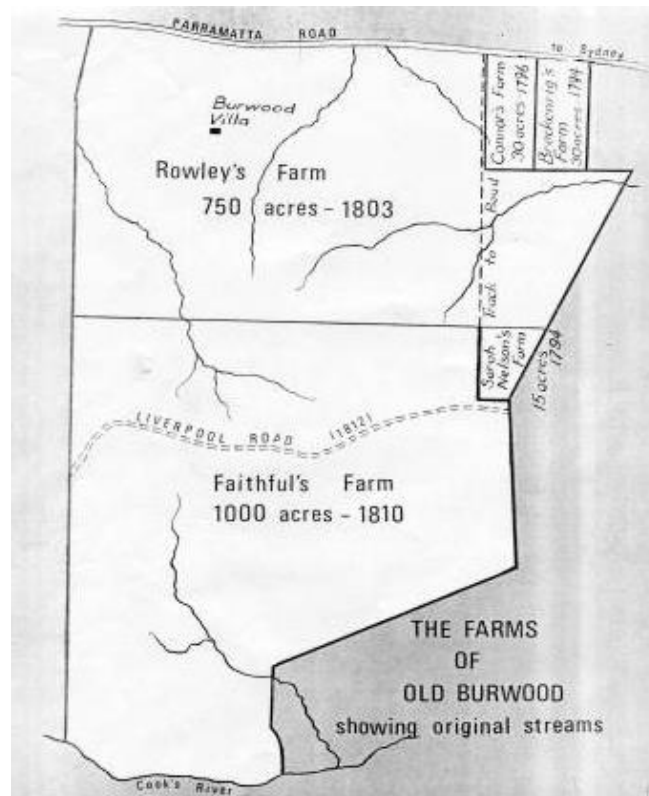 PARRAMATTA ROAD
to Sydney
Burwood
Villa
Connor's Farm
30 acres 1796
Brackenrig's
Farm
30 acres 1794
Rowley's Farm
750 acres - 1803
Track to Road
Sarah
Nelson's
Farm
15 acres
1794
LIVERPOOL ROAD (1812)
Faithful's Farm
1000 acres - 1810
THE FARMS
OF
OLD BURWOOD
showing original streams
Cook's River